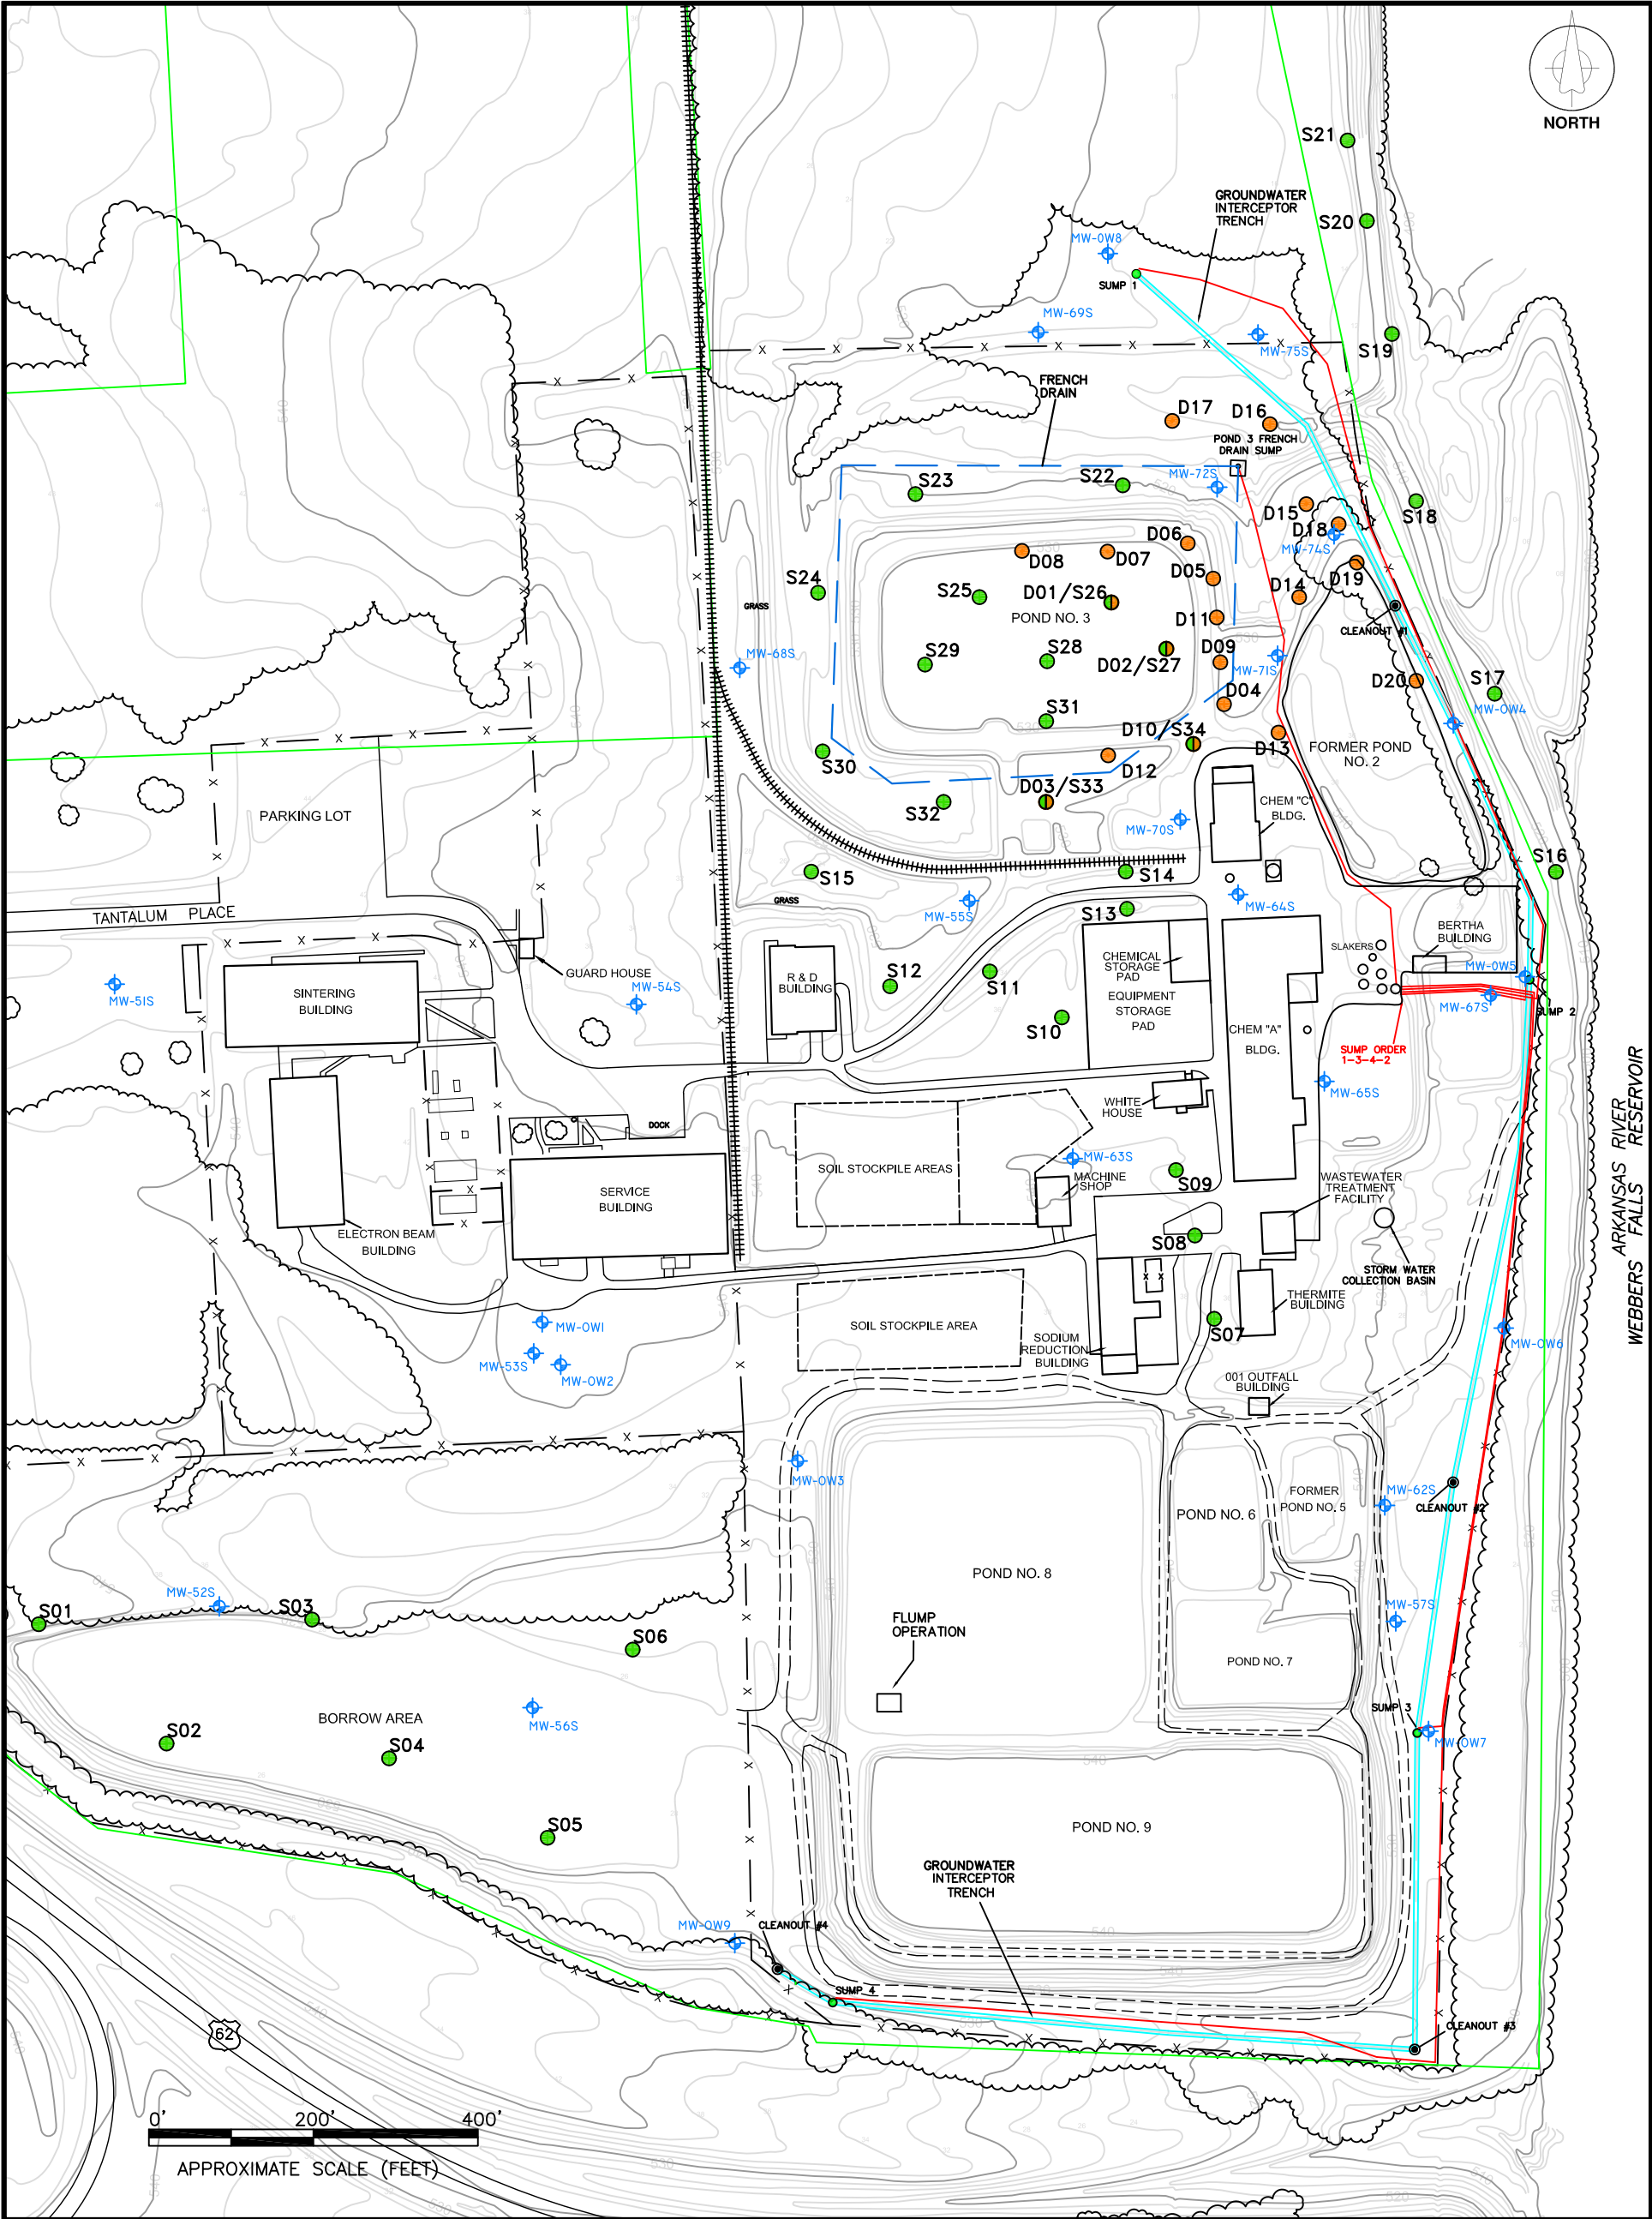 NORTH
S21
S20
GROUNDWATER
INTERCEPTOR
TRENCH
MW-OW8
SUMP 1
MW-69S
MW-75S
S19
FRENCH
DRAIN
D17
D16
POND 3 FRENCH
DRAIN SUMP
MW-72S
S23
S22
D15
D18
MW-74S
S18
D06
D08
D07
D05
D19
D14
S24
S25
D01/S26
GRASS
POND NO. 3
D11
CLEANOUT #1
S29
S28
D02/S27
D09
MW-71S
MW-68S
D04
D20
S17
MW-OW4
S31
D10/S34
D13
FORMER POND
NO. 2
S30
D12
D03/S33
S32
CHEM "C"
BLDG.
MW-70S
PARKING LOT
S15
S14
S16
GRASS
MW-55S
MW-64S
S13
TANTALUM PLACE
BERTHA
BUILDING
SLAKERS
GUARD HOUSE
R & D
BUILDING
S12
S11
CHEMICAL
STORAGE
PAD
EQUIPMENT
STORAGE
PAD
MW-OW5
MW-67S
SUMP 2
MW-51S
SINTERING
BUILDING
MW-54S
S10
CHEM "A"
BLDG.
SUMP ORDER
1-3-4-2
MW-65S
WHITE
HOUSE
ARKANSAS RIVER
WEBBERS FALLS RESERVOIR
DOCK
SOIL STOCKPILE AREAS
MW-63S
MACHINE
SHOP
S09
WASTEWATER
TREATMENT
FACILITY
SERVICE
BUILDING
ELECTRON BEAM
BUILDING
S08
STORM WATER
COLLECTION BASIN
THERMITE
BUILDING
MW-OW1
MW-53S
MW-OW2
SOIL STOCKPILE AREA
SODIUM
REDUCTION
BUILDING
S07
MW-OW6
001 OUTFALL
BUILDING
MW-OW3
FORMER
POND NO. 5
POND NO. 6
MW-62S
CLEANOUT #2
POND NO. 8
MW-52S
S01
S03
S06
FLUMP
OPERATION
MW-57S
POND NO. 7
BORROW AREA
MW-56S
S02
S04
SUMP 3
MW-OW7
S05
POND NO. 9
GROUNDWATER
INTERCEPTOR
TRENCH
MW-OW9
CLEANOUT #4
SUMP 4
CLEANOUT #3
62
0' 200' 400'
APPROXIMATE SCALE (FEET)